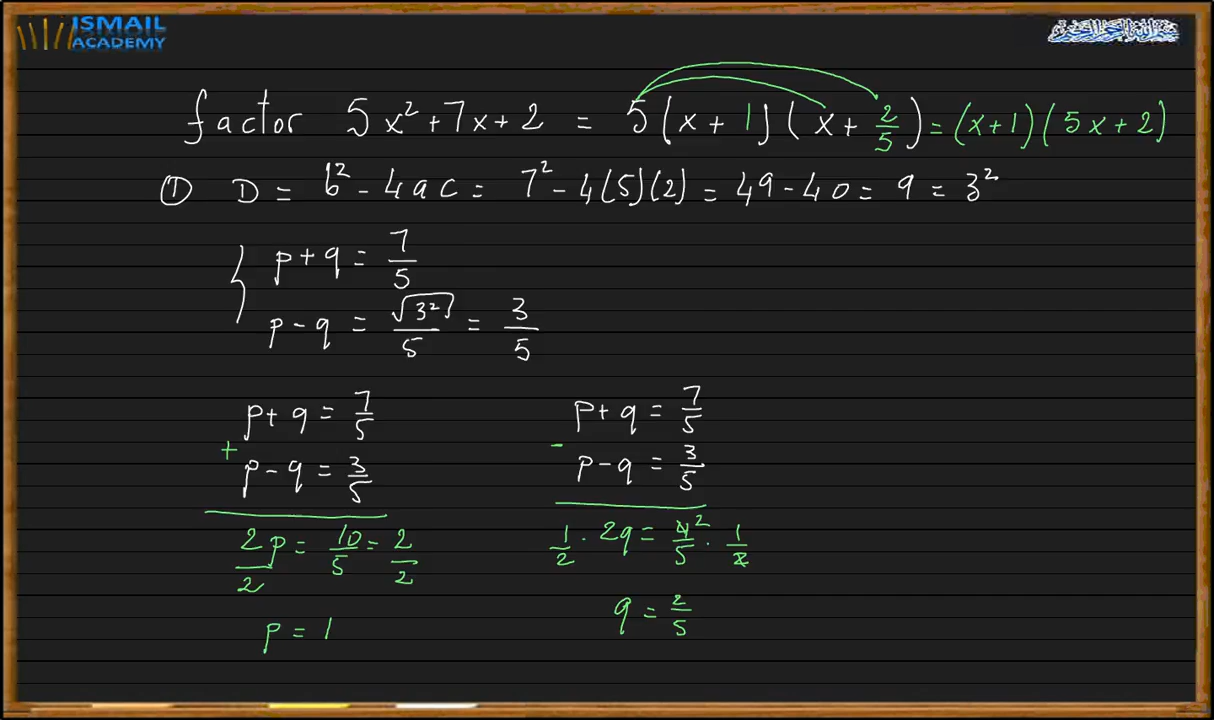 ISMAIL
ACADEMY
factor 5x² + 7x + 2 = 5(x + 1)(x + 2/5) = (x+1)(5x+2)
① D = b² - 4ac = 7² - 4(5)(2) = 49 - 40 = 9 = 3²
p + q = 7/5
p - q = √3²/5 = 3/5
p + q = 7/5
+
p - q = 3/5
2p/2 = 10/5 = 2/2
p = 1
p + q = 7/5
-
p - q = 3/5
1/2 · 2q = 4²/5 · 1/2
q = 2/5